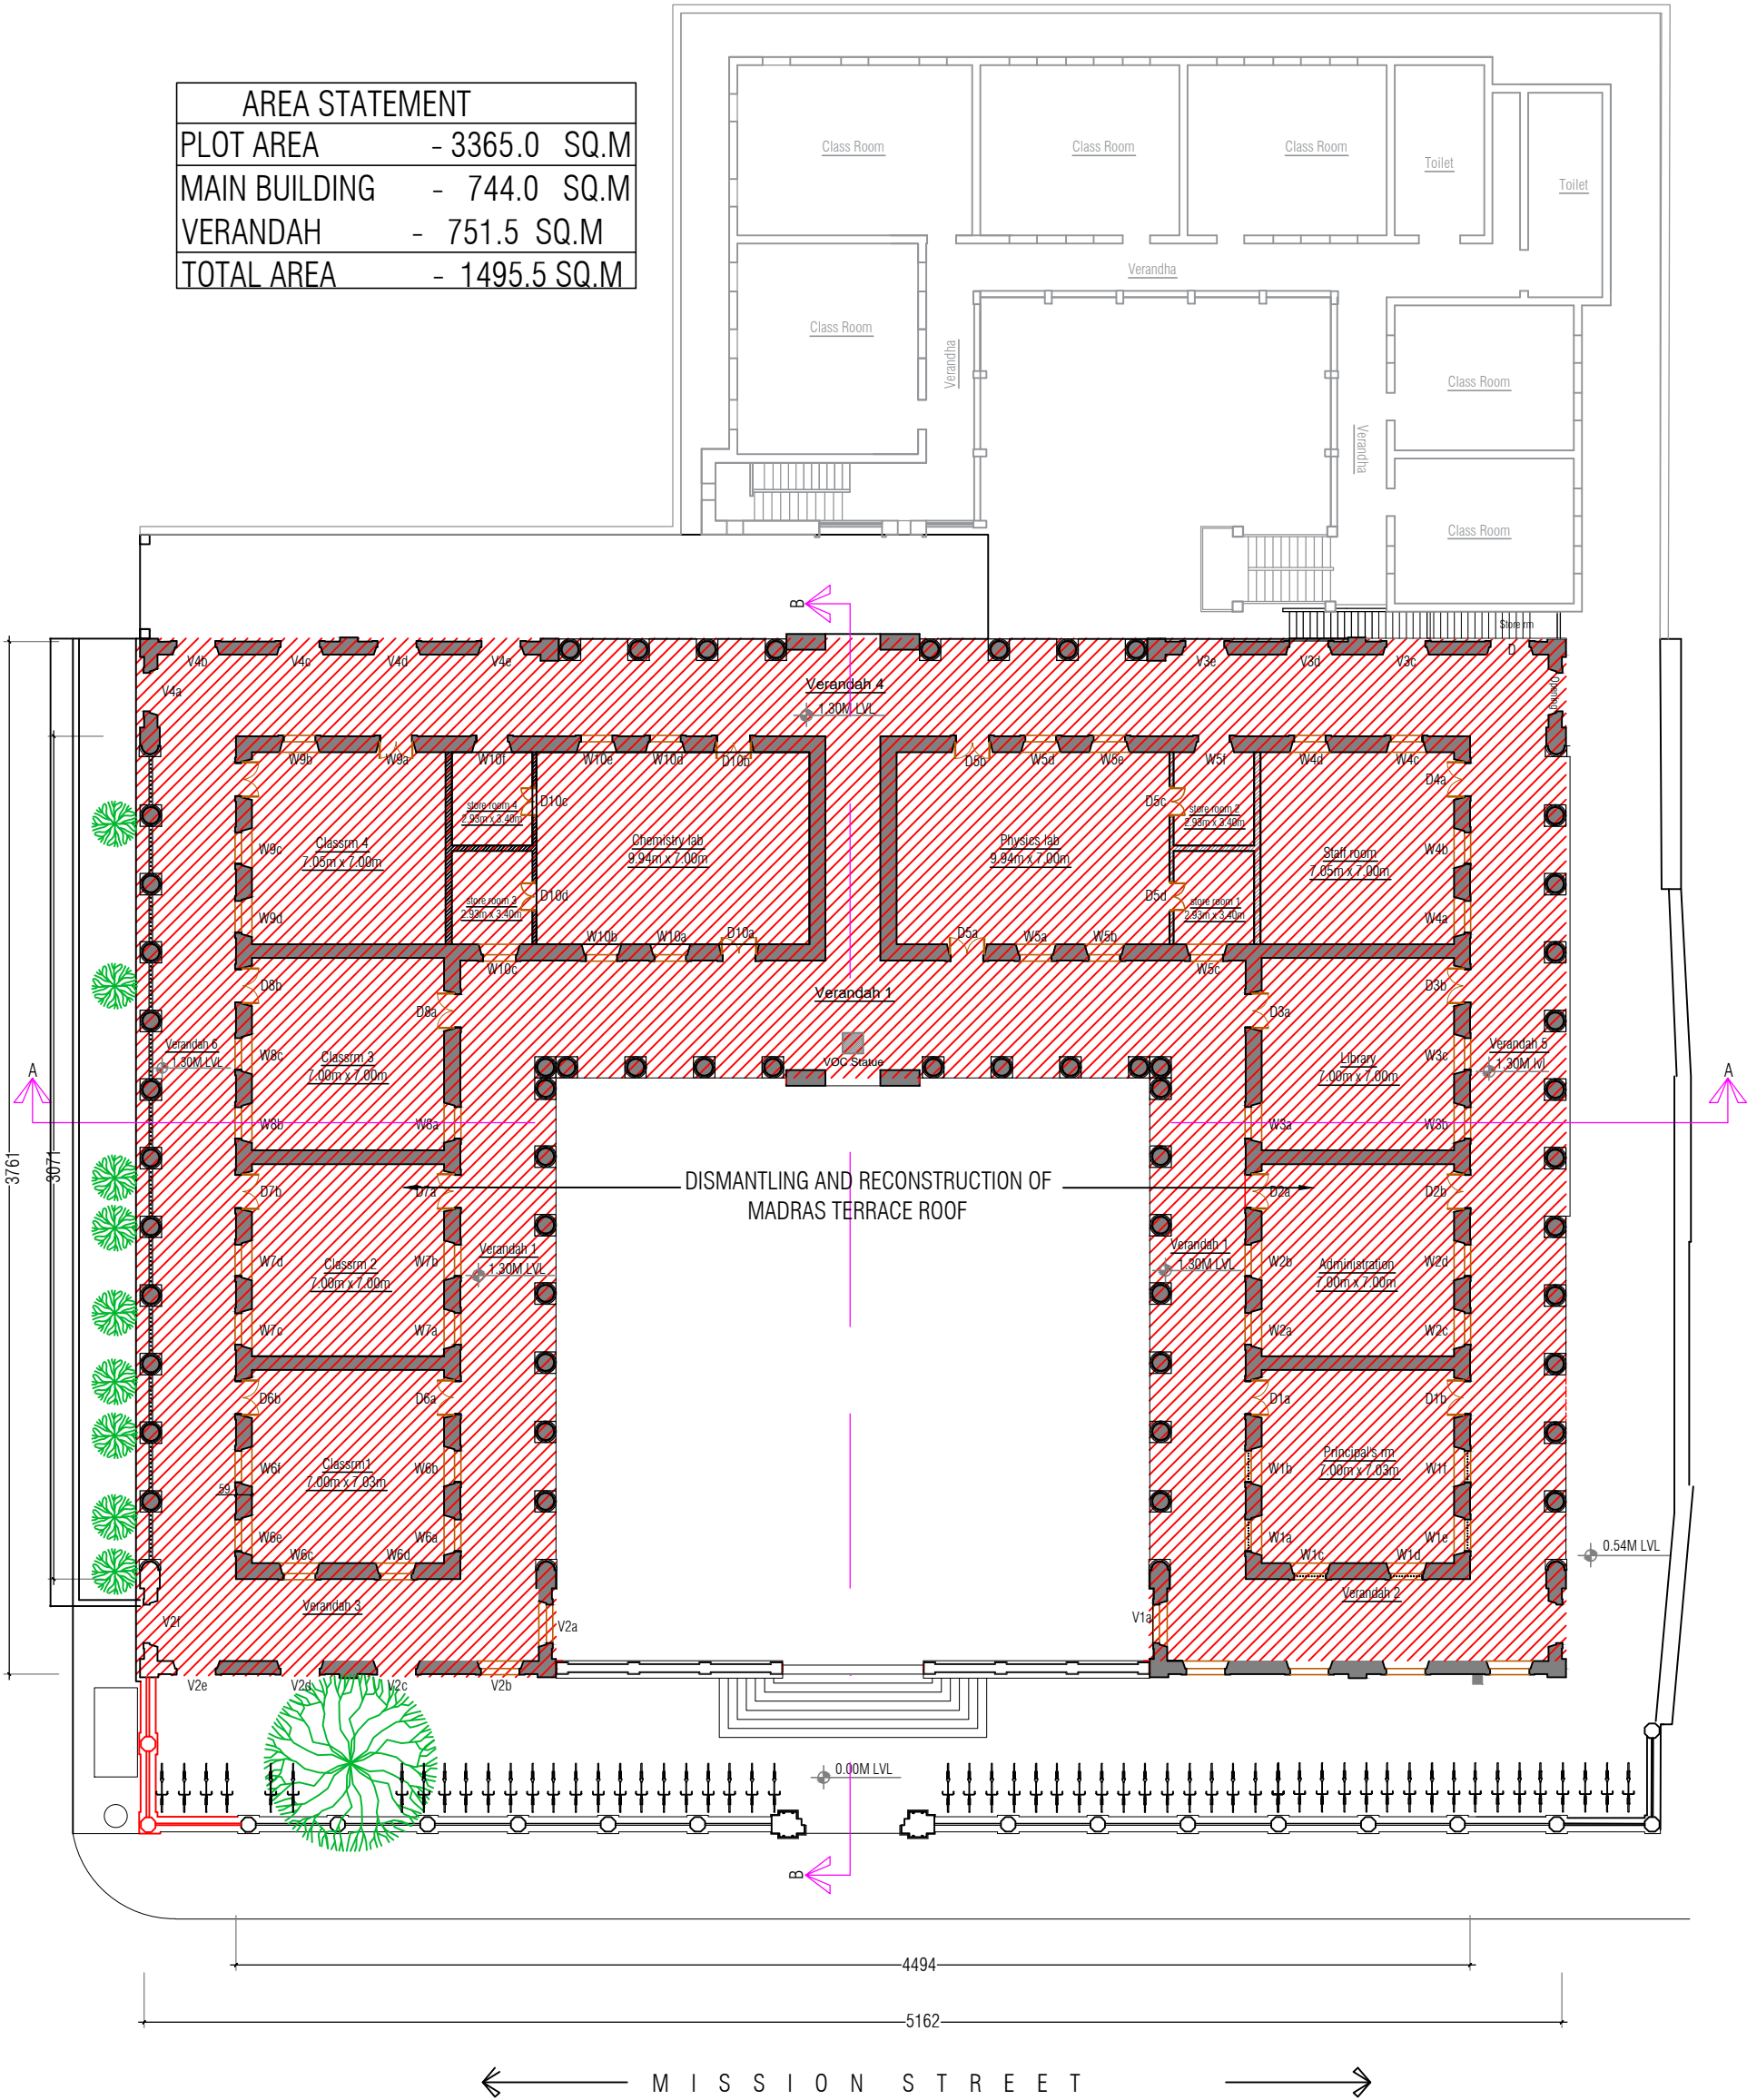 AREA STATEMENT
PLOT AREA - 3365.0 SQ.M
MAIN BUILDING - 744.0 SQ.M
VERANDAH - 751.5 SQ.M
TOTAL AREA - 1495.5 SQ.M
Class Room
Class Room
Class Room
Toilet
Toilet
Verandha
Class Room
Verandha
Class Room
Verandha
Class Room
Store rm
B
V4b
V4c
V4d
V4e
V3e
V3d
V3c
D
V4a
Opening
Verandah 4
1.30M LVL
W9b
W9a
W10f
W10e
W10d
D10b
D5b
W5d
W5e
W5f
W4d
W4c
D4a
store room 4
2.93m x 3.40m
D10c
D5c
store room 2
2.93m x 3.40m
W9c
Classrm 4
7.05m x 7.00m
Chemistry lab
9.94m x 7.00m
Physics lab
9.94m x 7.00m
Staff room
7.05m x 7.00m
W4b
store room 3
2.93m x 3.40m
D10d
D5d
store room 1
2.93m x 3.40m
W9d
W10b
W10a
D10a
D5a
W5a
W5b
W4a
W10c
W5c
D8b
D8a
Verandah 1
D3a
D3b
Verandah 6
1.30M LVL
W8c
Classrm 3
7.00m x 7.00m
VOC Statue
Library
7.00m x 7.00m
W3c
Verandah 5
1.30M lvl
A
A
W8b
W8a
W3a
W3b
3761
3071
D7b
D7a
DISMANTLING AND RECONSTRUCTION OF
MADRAS TERRACE ROOF
D2a
D2b
W7d
Classrm 2
7.00m x 7.00m
W7b
Verandah 1
1.30M LVL
Verandah 1
1.30M LVL
W2b
Administration
7.00m x 7.00m
W2d
W7c
W7a
W2a
W2c
D6b
D6a
D1a
D1b
W6f
Classrm1
7.00m x 7.03m
W6b
W1b
Principal's rm
7.00m x 7.03m
W1f
59
W6e
W6a
W1a
W1e
W6c
W6d
W1c
W1d
0.54M LVL
Verandah 3
Verandah 2
V2f
V2a
V1a
V2e
V2d
V2c
V2b
0.00M LVL
B
4494
5162
MISSION STREET